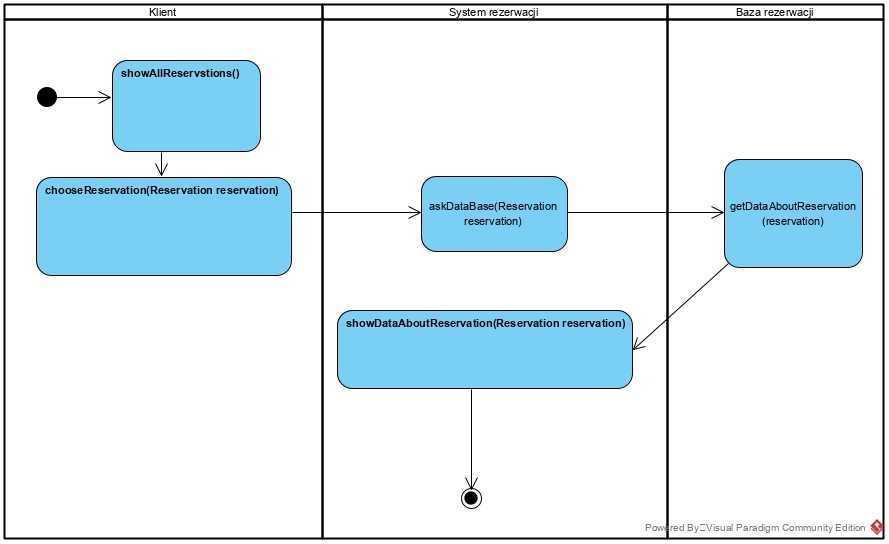 Klient
System rezerwacji
Baza rezerwacji
showAllReservstions()
chooseReservation(Reservation reservation)
askDataBase(Reservation
reservation)
getDataAboutReservation
(reservation)
showDataAboutReservation(Reservation reservation)
Powered By Visual Paradigm Community Edition